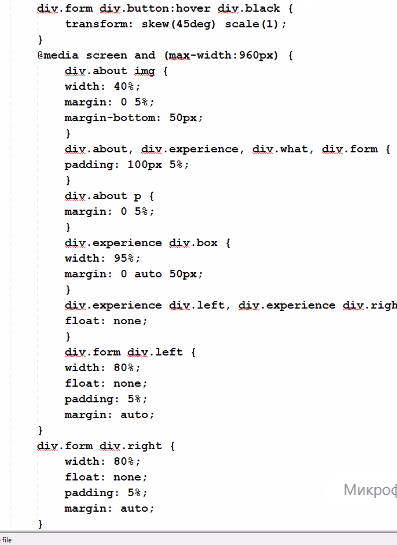 div.form div.button:hover div.black {
transform: skew(45deg) scale(1);
}
@media screen and (max-width:960px) {
div.about img {
width: 40%;
margin: 0 5%;
margin-bottom: 50px;
}
div.about, div.experience, div.what, div.form {
padding: 100px 5%;
}
div.about p {
margin: 0 5%;
}
div.experience div.box {
width: 95%;
margin: 0 auto 50px;
}
div.experience div.left, div.experience div.righ
float: none;
}
div.form div.left {
width: 80%;
float: none;
padding: 5%;
margin: auto;
}
div.form div.right {
width: 80%;
float: none;
padding: 5%;
margin: auto;
}
Микроф
file